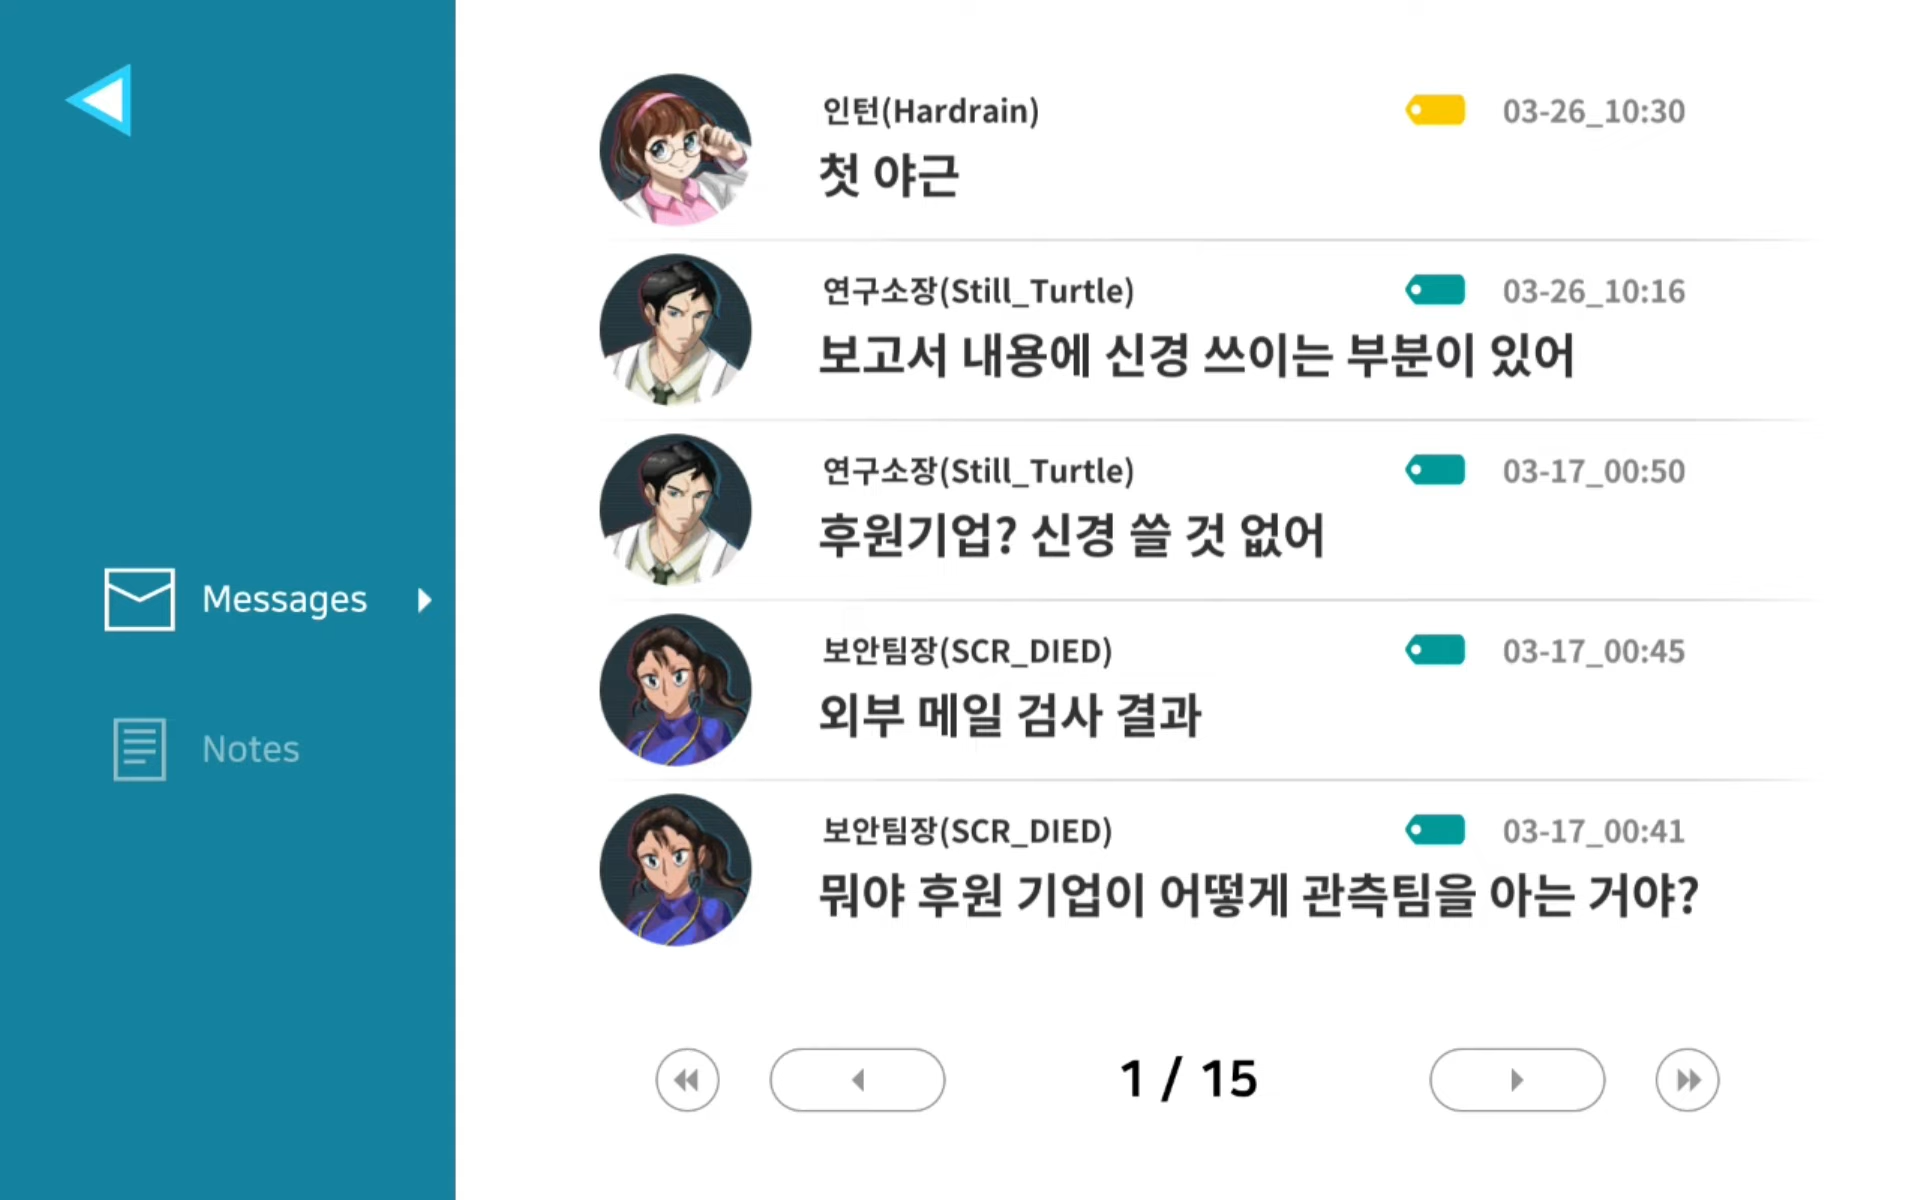 인턴(Hardrain)
03-26_10:30
첫 야근
연구소장(Still_Turtle)
03-26_10:16
보고서 내용에 신경 쓰이는 부분이 있어
연구소장(Still_Turtle)
03-17_00:50
후원기업? 신경 쓸 것 없어
Messages
보안팀장(SCR_DIED)
03-17_00:45
외부 메일 검사 결과
Notes
보안팀장(SCR_DIED)
03-17_00:41
뭐야 후원 기업이 어떻게 관측팀을 아는 거야?
1 / 15